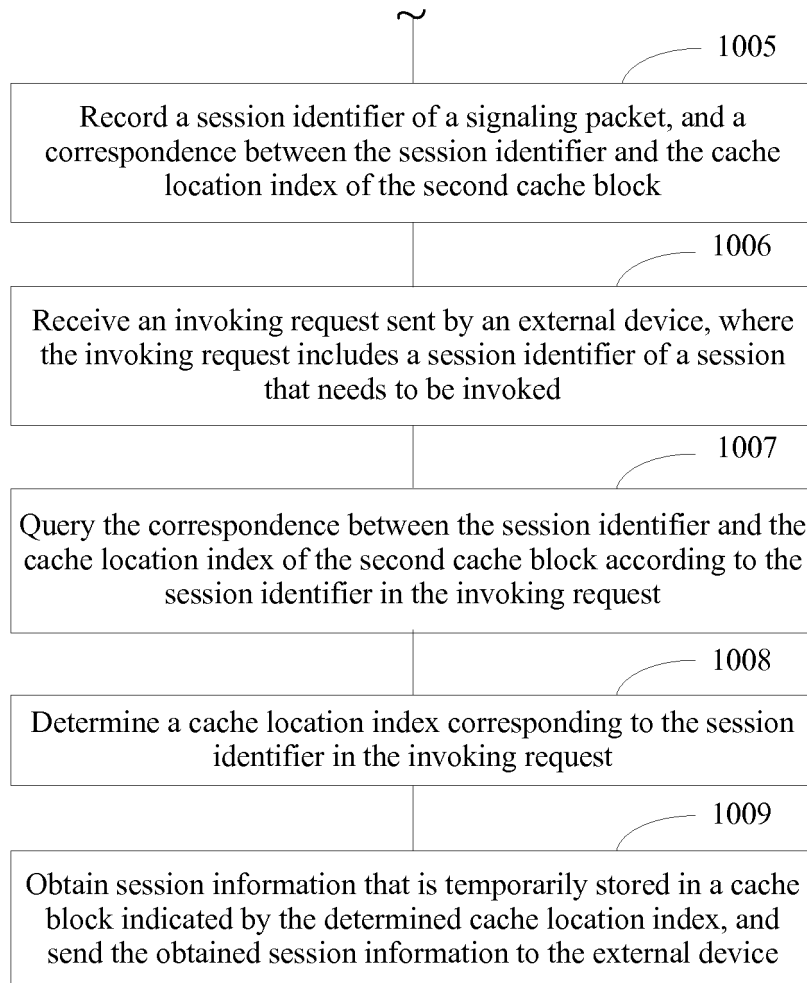 ~
1005
Record a session identifier of a signaling packet, and a
correspondence between the session identifier and the cache
location index of the second cache block
1006
Receive an invoking request sent by an external device, where
the invoking request includes a session identifier of a session
that needs to be invoked
1007
Query the correspondence between the session identifier and the
cache location index of the second cache block according to the
session identifier in the invoking request
1008
Determine a cache location index corresponding to the session
identifier in the invoking request
1009
Obtain session information that is temporarily stored in a cache
block indicated by the determined cache location index, and
send the obtained session information to the external device